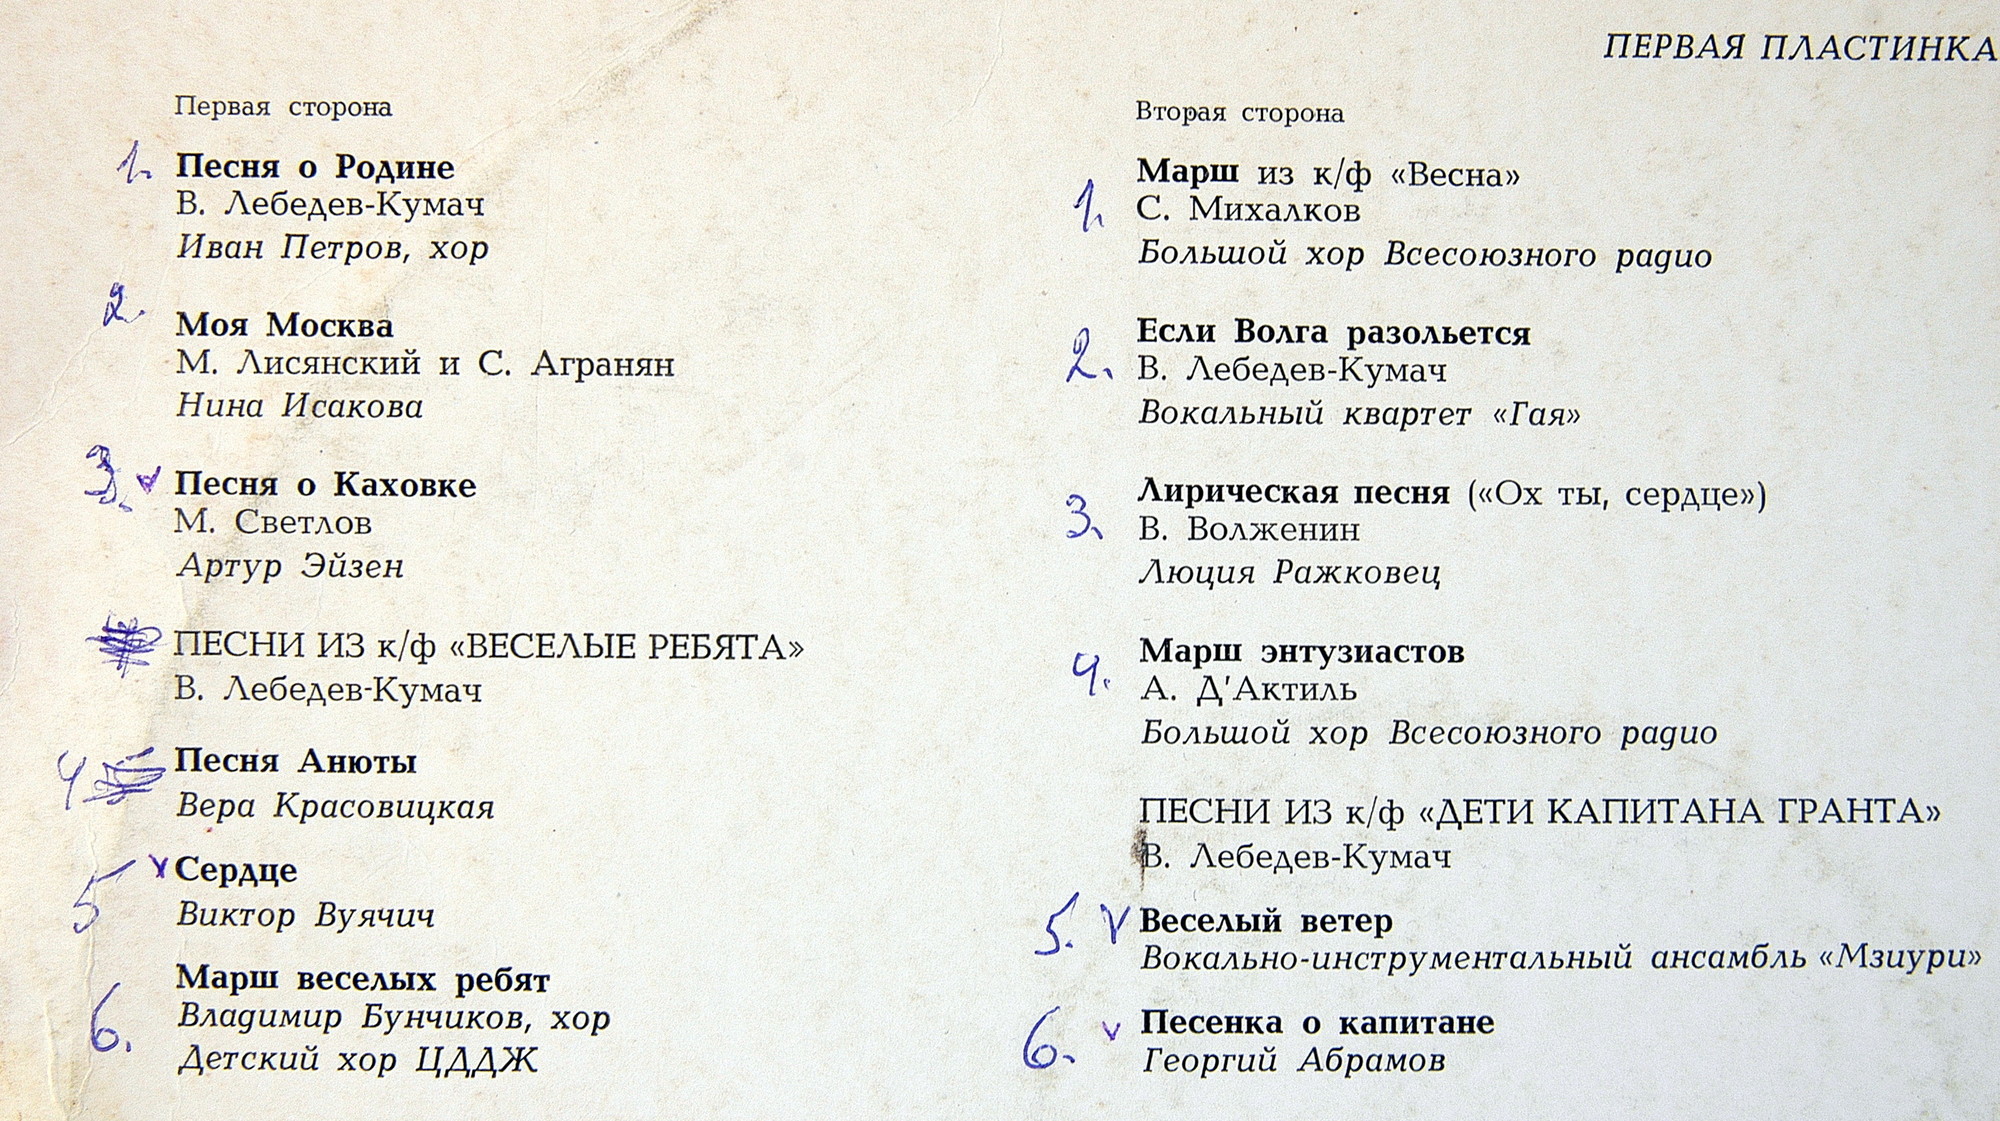 ПЕРВАЯ ПЛАСТИНКА
Первая сторона
1. Песня о Родине
В. Лебедев-Кумач
Иван Петров, хор
2. Моя Москва
М. Лисянский и С. Агранян
Нина Исакова
3. v Песня о Каховке
М. Светлов
Артур Эйзен
ПЕСНИ ИЗ к/ф «ВЕСЕЛЫЕ РЕБЯТА»
В. Лебедев-Кумач
4 Песня Анюты
Вера Красовицкая
5 v Сердце
Виктор Вуячич
6. Марш веселых ребят
Владимир Бунчиков, хор
Детский хор ЦДДЖ
Вторая сторона
1. Марш из к/ф «Весна»
С. Михалков
Большой хор Всесоюзного радио
2. Если Волга разольется
В. Лебедев-Кумач
Вокальный квартет «Гая»
3. Лирическая песня («Ох ты, сердце»)
В. Волженин
Люция Ражковец
4. Марш энтузиастов
А. Д'Актиль
Большой хор Всесоюзного радио
ПЕСНИ ИЗ к/ф «ДЕТИ КАПИТАНА ГРАНТА»
В. Лебедев-Кумач
5. v Веселый ветер
Вокально-инструментальный ансамбль «Мзиури»
6. v Песенка о капитане
Георгий Абрамов